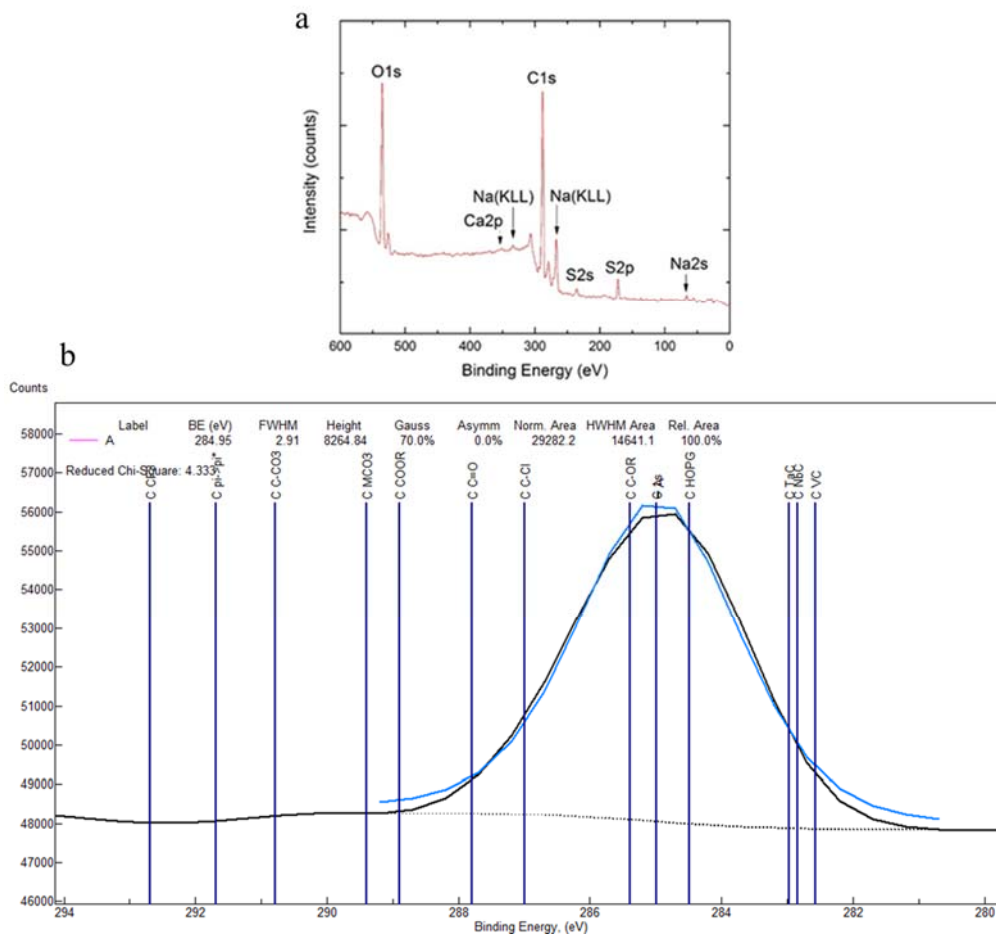 a
O1s
C1s
Na(KLL)
Na(KLL)
Ca2p
S2s
S2p
Na2s
Intensity (counts)
600 500 400 300 200 100 0
Binding Energy (eV)
b
Counts
Label BE (eV) FWHM Height Gauss Asymm Norm. Area HWHM Area Rel. Area
A 284.95 2.91 8264.84 70.0% 0.0% 29282.2 14641.1 100.0%
Reduced Chi-Square: 4.333
C pi-pi*
C C-CO3
C MCO3
C COOR
C C=O
C C-Cl
C C-OR
C HOPG
C TaC
C NbC
C VC
58000
57000
56000
55000
54000
53000
52000
51000
50000
49000
48000
47000
46000
294 292 290 288 286 284 282 280
Binding Energy, (eV)